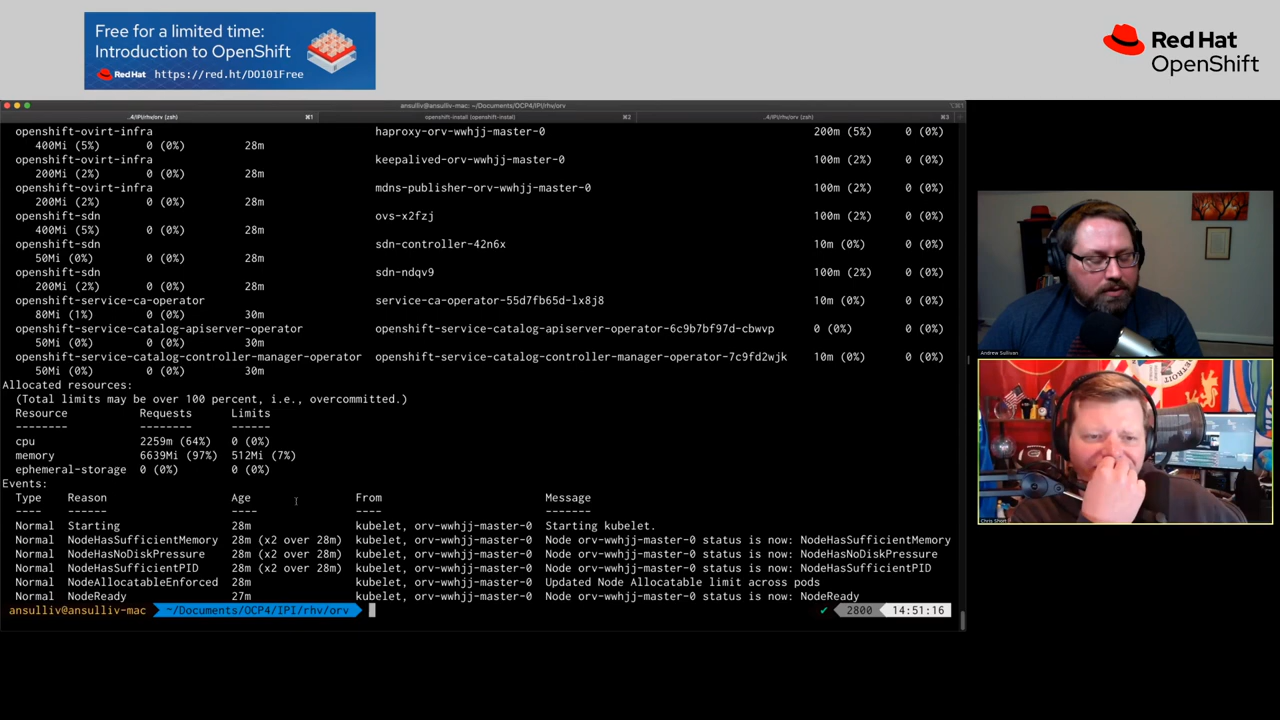 Free for a limited time:
Introduction to OpenShift
Red Hat https://red.ht/DO101Free
Red Hat
OpenShift
ansulliv@ansulliv-mac: ~/Documents/OCP4/IPI/rhv/orv
..4/IPI/rhv/orv (zsh) ⌘1 openshift-install (openshift-instal) ⌘2 ..4/IPI/rhv/orv (zsh) ⌘3
openshift-ovirt-infra haproxy-orv-wwhjj-master-0 200m (5%) 0 (0%)
400Mi (5%) 0 (0%) 28m
openshift-ovirt-infra keepalived-orv-wwhjj-master-0 100m (2%) 0 (0%)
200Mi (2%) 0 (0%) 28m
openshift-ovirt-infra mdns-publisher-orv-wwhjj-master-0 100m (2%) 0 (0%)
200Mi (2%) 0 (0%) 28m
openshift-sdn ovs-x2fzj 100m (2%) 0 (0%)
400Mi (5%) 0 (0%) 28m
openshift-sdn sdn-controller-42n6x 10m (0%) 0 (0%)
50Mi (0%) 0 (0%) 28m
openshift-sdn sdn-ndqv9 100m (2%) 0 (0%)
200Mi (2%) 0 (0%) 28m
openshift-service-ca-operator service-ca-operator-55d7fb65d-lx8j8 10m (0%) 0 (0%)
80Mi (1%) 0 (0%) 30m
openshift-service-catalog-apiserver-operator openshift-service-catalog-apiserver-operator-6c9b7bf97d-cbwvp 0 (0%) 0 (0%)
50Mi (0%) 0 (0%) 30m
openshift-service-catalog-controller-manager-operator openshift-service-catalog-controller-manager-operator-7c9fd2wjk 10m (0%) 0 (0%)
50Mi (0%) 0 (0%) 30m
Allocated resources:
(Total limits may be over 100 percent, i.e., overcommitted.)
Resource Requests Limits
-------- -------- ------
cpu 2259m (64%) 0 (0%)
memory 6639Mi (97%) 512Mi (7%)
ephemeral-storage 0 (0%) 0 (0%)
Events:
Type Reason Age From Message
---- ------ ---- ---- -------
Normal Starting 28m kubelet, orv-wwhjj-master-0 Starting kubelet.
Normal NodeHasSufficientMemory 28m (x2 over 28m) kubelet, orv-wwhjj-master-0 Node orv-wwhjj-master-0 status is now: NodeHasSufficientMemory
Normal NodeHasNoDiskPressure 28m (x2 over 28m) kubelet, orv-wwhjj-master-0 Node orv-wwhjj-master-0 status is now: NodeHasNoDiskPressure
Normal NodeHasSufficientPID 28m (x2 over 28m) kubelet, orv-wwhjj-master-0 Node orv-wwhjj-master-0 status is now: NodeHasSufficientPID
Normal NodeAllocatableEnforced 28m kubelet, orv-wwhjj-master-0 Updated Node Allocatable limit across pods
Normal NodeReady 27m kubelet, orv-wwhjj-master-0 Node orv-wwhjj-master-0 status is now: NodeReady
ansulliv@ansulliv-mac ~/Documents/OCP4/IPI/rhv/orv ✓ 2800 14:51:16
Andrew Sullivan
DETROIT
Chris Short